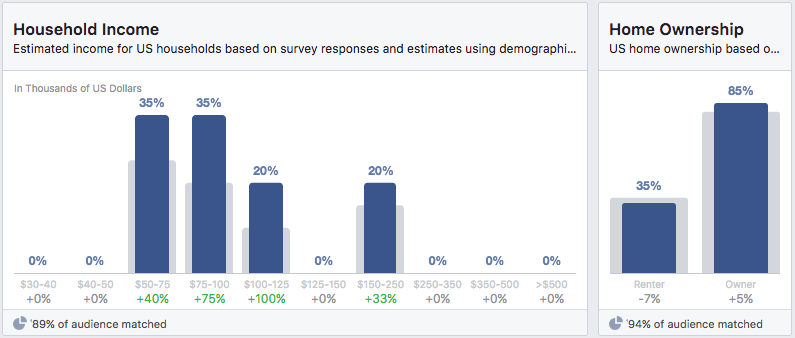 Household Income
Estimated income for US households based on survey responses and estimates using demographi...
In Thousands of US Dollars
0% 0% 35% 35% 20% 0% 20% 0% 0% 0%
$30-40 $40-50 $50-75 $75-100 $100-125 $125-150 $150-250 $250-350 $350-500 >$500
+0% +0% +40% +75% +100% +0% +33% +0% +0% +0%
'89% of audience matched
Home Ownership
US home ownership based o...
35% 85%
Renter Owner
-7% +5%
'94% of audience matched